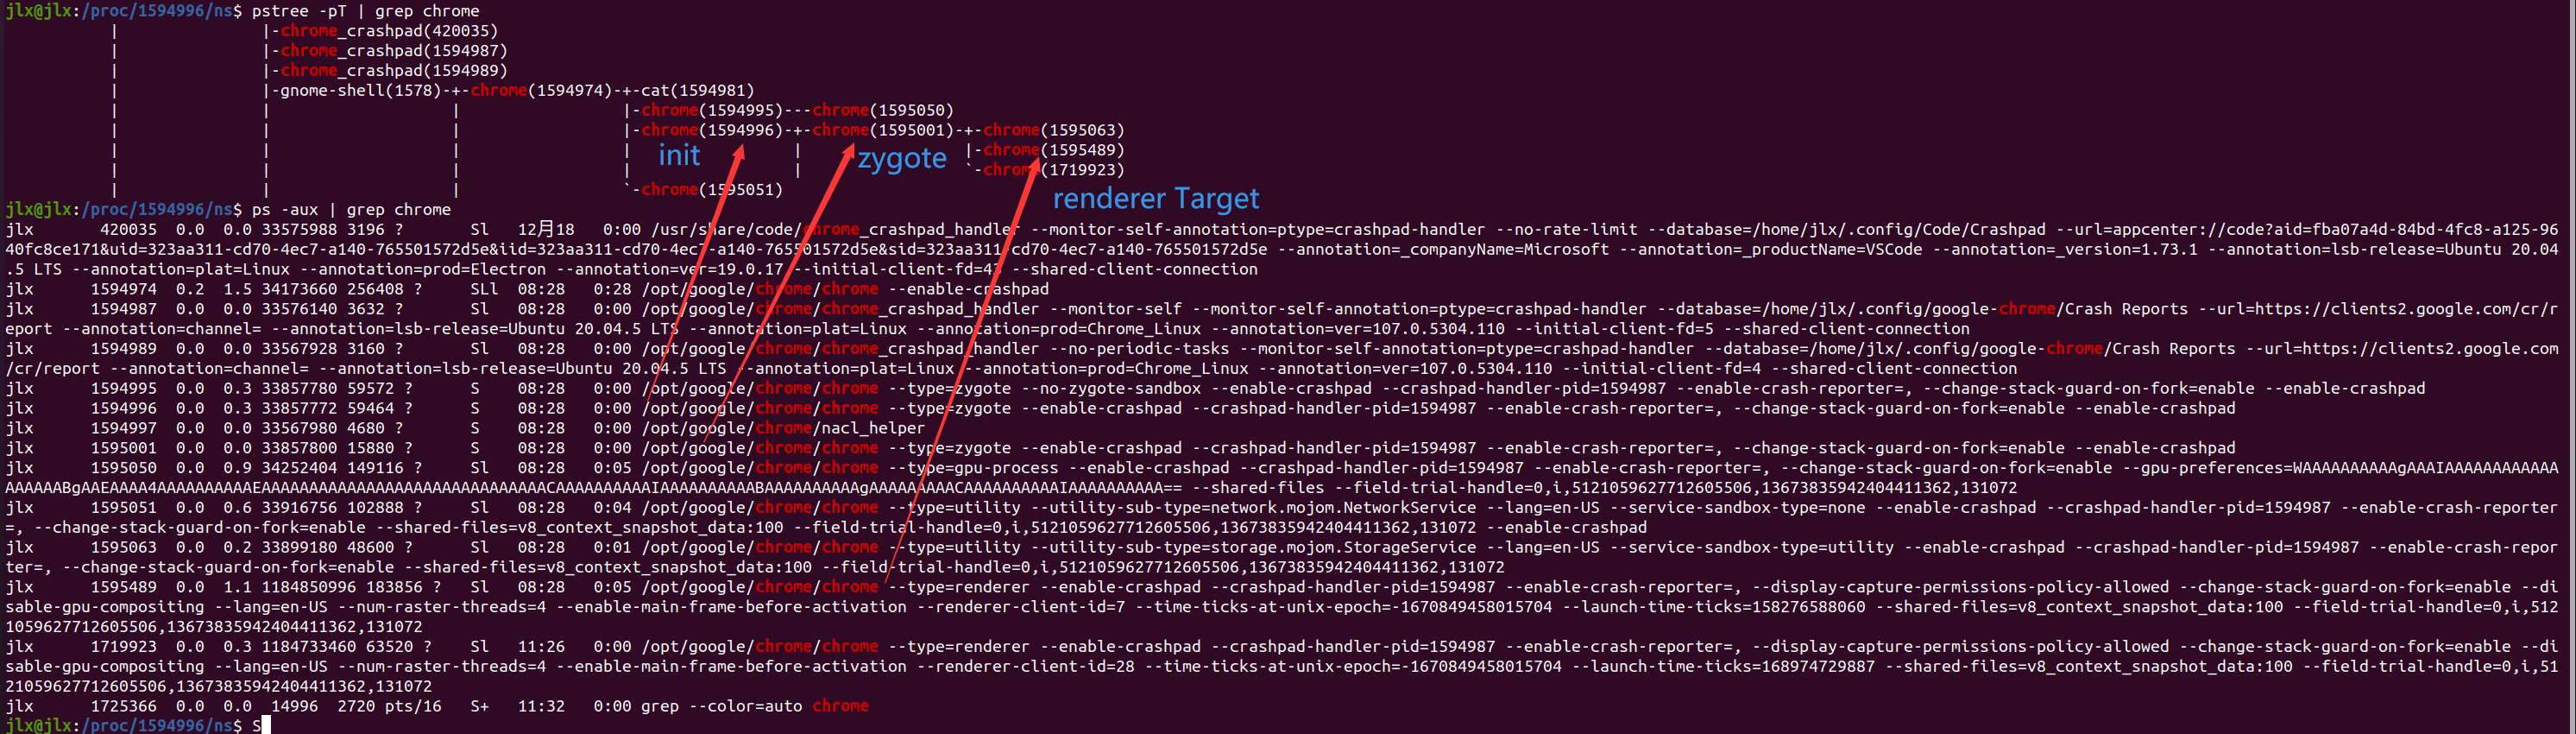 jlx@jlx:/proc/1594996/ns$ pstree -pT | grep chrome
| |-chrome_crashpad(420035)
| |-chrome_crashpad(1594987)
| |-chrome_crashpad(1594989)
| |-gnome-shell(1578)-+-chrome(1594974)-+-cat(1594981)
| | | |-chrome(1594995)---chrome(1595050)
| | | |-chrome(1594996)-+-chrome(1595001)-+-chrome(1595063)
| | | | | |-chrome(1595489)
init
zygote
| | | | | `-chrome(1719923)
| | | `-chrome(1595051)
renderer Target
jlx@jlx:/proc/1594996/ns$ ps -aux | grep chrome
jlx 420035 0.0 0.0 33575988 3196 ? Sl 12月18 0:00 /usr/share/code/chrome_crashpad_handler --monitor-self-annotation=ptype=crashpad-handler --no-rate-limit --database=/home/jlx/.config/Code/Crashpad --url=appcenter://code?aid=fba07a4d-84bd-4fc8-a125-96
40fc8ce171&uid=323aa311-cd70-4ec7-a140-765501572d5e&iid=323aa311-cd70-4ec7-a140-765501572d5e&sid=323aa311-cd70-4ec7-a140-765501572d5e --annotation=_companyName=Microsoft --annotation=_productName=VSCode --annotation=_version=1.73.1 --annotation=lsb-release=Ubuntu 20.04
.5 LTS --annotation=plat=Linux --annotation=prod=Electron --annotation=ver=19.0.17 --initial-client-fd=43 --shared-client-connection
jlx 1594974 0.2 1.5 34173660 256408 ? SLl 08:28 0:28 /opt/google/chrome/chrome --enable-crashpad
jlx 1594987 0.0 0.0 33576140 3632 ? Sl 08:28 0:00 /opt/google/chrome/chrome_crashpad_handler --monitor-self --monitor-self-annotation=ptype=crashpad-handler --database=/home/jlx/.config/google-chrome/Crash Reports --url=https://clients2.google.com/cr/r
eport --annotation=channel= --annotation=lsb-release=Ubuntu 20.04.5 LTS --annotation=plat=Linux --annotation=prod=Chrome_Linux --annotation=ver=107.0.5304.110 --initial-client-fd=5 --shared-client-connection
jlx 1594989 0.0 0.0 33567928 3160 ? Sl 08:28 0:00 /opt/google/chrome/chrome_crashpad_handler --no-periodic-tasks --monitor-self-annotation=ptype=crashpad-handler --database=/home/jlx/.config/google-chrome/Crash Reports --url=https://clients2.google.com
/cr/report --annotation=channel= --annotation=lsb-release=Ubuntu 20.04.5 LTS --annotation=plat=Linux --annotation=prod=Chrome_Linux --annotation=ver=107.0.5304.110 --initial-client-fd=4 --shared-client-connection
jlx 1594995 0.0 0.3 33857780 59572 ? S 08:28 0:00 /opt/google/chrome/chrome --type=zygote --no-zygote-sandbox --enable-crashpad --crashpad-handler-pid=1594987 --enable-crash-reporter=, --change-stack-guard-on-fork=enable --enable-crashpad
jlx 1594996 0.0 0.3 33857772 59464 ? S 08:28 0:00 /opt/google/chrome/chrome --type=zygote --enable-crashpad --crashpad-handler-pid=1594987 --enable-crash-reporter=, --change-stack-guard-on-fork=enable --enable-crashpad
jlx 1594997 0.0 0.0 33567980 4680 ? S 08:28 0:00 /opt/google/chrome/nacl_helper
jlx 1595001 0.0 0.0 33857800 15880 ? S 08:28 0:00 /opt/google/chrome/chrome --type=zygote --enable-crashpad --crashpad-handler-pid=1594987 --enable-crash-reporter=, --change-stack-guard-on-fork=enable --enable-crashpad
jlx 1595050 0.0 0.9 34252404 149116 ? Sl 08:28 0:05 /opt/google/chrome/chrome --type=gpu-process --enable-crashpad --crashpad-handler-pid=1594987 --enable-crash-reporter=, --change-stack-guard-on-fork=enable
--shared-files --field-trial-handle=0,i,5121059627712605506,13673835942404411362,131072
jlx 1595051 0.0 0.6 33916756 102888 ? Sl 08:28 0:04 /opt/google/chrome/chrome --type=utility --utility-sub-type=network.mojom.NetworkService --lang=en-US --service-sandbox-type=none --enable-crashpad --crashpad-handler-pid=1594987 --enable-crash-reporter
=, --change-stack-guard-on-fork=enable --shared-files=v8_context_snapshot_data:100 --field-trial-handle=0,i,5121059627712605506,13673835942404411362,131072 --enable-crashpad
jlx 1595063 0.0 0.2 33899180 48600 ? Sl 08:28 0:01 /opt/google/chrome/chrome --type=utility --utility-sub-type=storage.mojom.StorageService --lang=en-US --service-sandbox-type=utility --enable-crashpad --crashpad-handler-pid=1594987 --enable-crash-repor
ter=, --change-stack-guard-on-fork=enable --shared-files=v8_context_snapshot_data:100 --field-trial-handle=0,i,5121059627712605506,13673835942404411362,131072
jlx 1595489 0.0 1.1 1184850996 183856 ? Sl 08:28 0:05 /opt/google/chrome/chrome --type=renderer --enable-crashpad --crashpad-handler-pid=1594987 --enable-crash-reporter=, --display-capture-permissions-policy-allowed --change-stack-guard-on-fork=enable --di
sable-gpu-compositing --lang=en-US --num-raster-threads=4 --enable-main-frame-before-activation --renderer-client-id=7 --time-ticks-at-unix-epoch=-1670849458015704 --launch-time-ticks=158276588060 --shared-files=v8_context_snapshot_data:100 --field-trial-handle=0,i,512
1059627712605506,13673835942404411362,131072
jlx 1719923 0.0 0.3 1184733460 63520 ? Sl 11:26 0:00 /opt/google/chrome/chrome --type=renderer --enable-crashpad --crashpad-handler-pid=1594987 --enable-crash-reporter=, --display-capture-permissions-policy-allowed --change-stack-guard-on-fork=enable --di
sable-gpu-compositing --lang=en-US --num-raster-threads=4 --enable-main-frame-before-activation --renderer-client-id=28 --time-ticks-at-unix-epoch=-1670849458015704 --launch-time-ticks=168974729887 --shared-files=v8_context_snapshot_data:100 --field-trial-handle=0,i,51
21059627712605506,13673835942404411362,131072
jlx 1725366 0.0 0.0 14996 2720 pts/16 S+ 11:32 0:00 grep --color=auto chrome
jlx@jlx:/proc/1594996/ns$ S